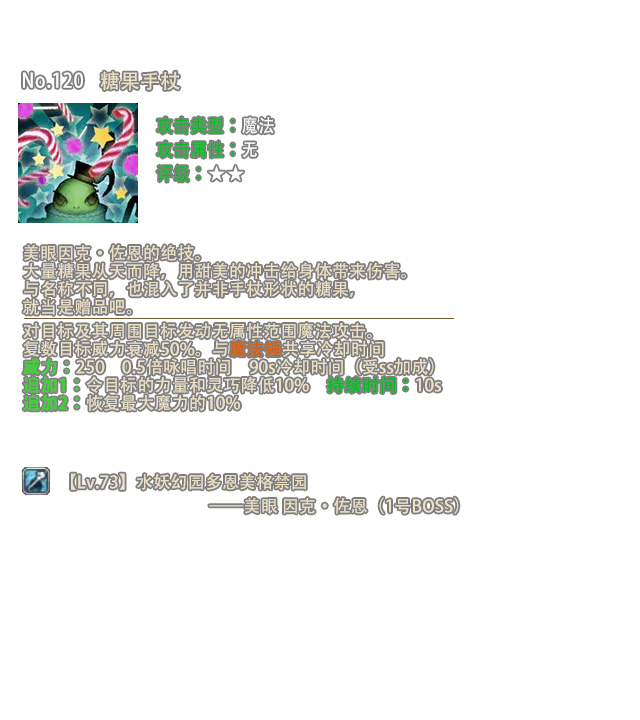 No.120 糖果手杖
攻击类型：魔法
攻击属性：无
评级：☆☆
美眼因克·佐恩的绝技。
大量糖果从天而降，用甜美的冲击给身体带来伤害。
与名称不同，也混入了并非手杖形状的糖果，
就当是赠品吧。
对目标及其周围目标发动无属性范围魔法攻击。
复数目标威力衰减50%。与魔法锤共享冷却时间
威力：250 0.5倍咏唱时间 90s冷却时间（受ss加成）
追加1：令目标的力量和灵巧降低10% 持续时间：10s
追加2：恢复最大魔力的10%
【Lv.73】水妖幻园多恩美格禁园
——美眼 因克·佐恩（1号BOSS）